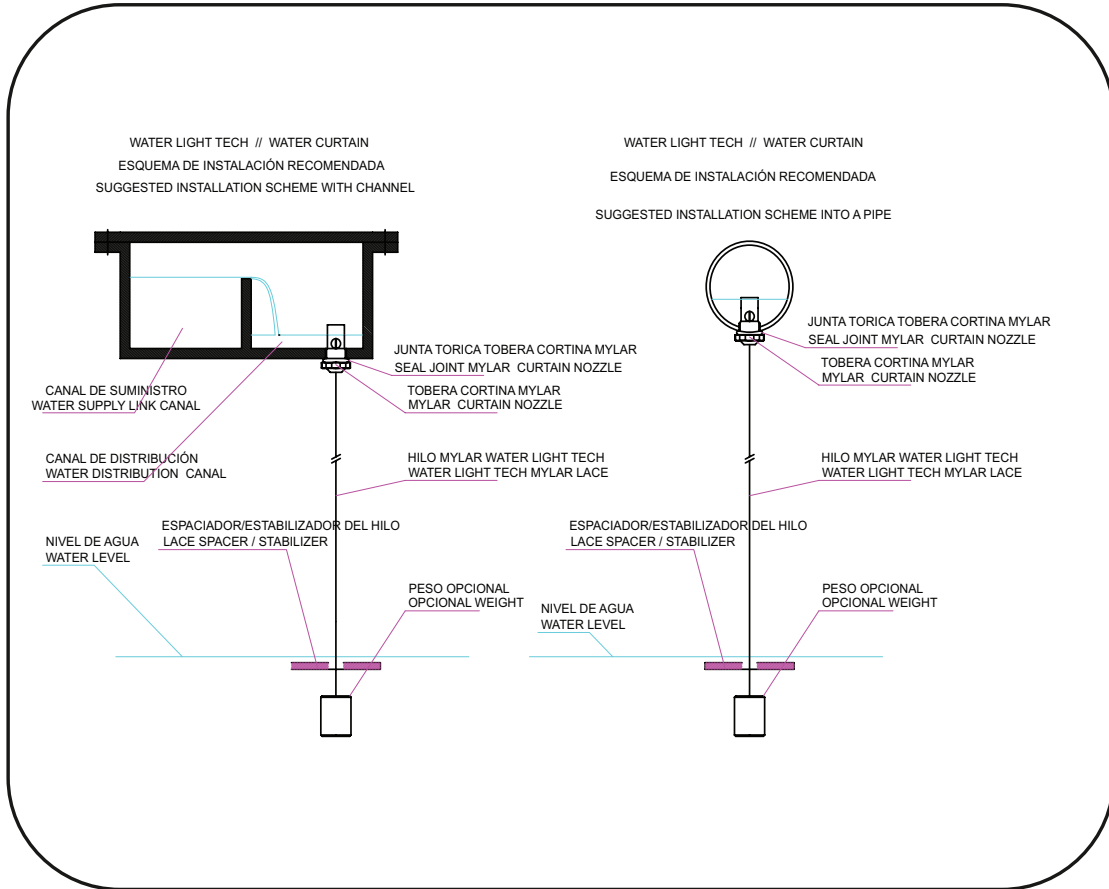 WATER LIGHT TECH // WATER CURTAIN
ESQUEMA DE INSTALACIÓN RECOMENDADA
SUGGESTED INSTALLATION SCHEME WITH CHANNEL
JUNTA TORICA TOBERA CORTINA MYLAR
SEAL JOINT MYLAR CURTAIN NOZZLE
TOBERA CORTINA MYLAR
MYLAR CURTAIN NOZZLE
CANAL DE SUMINISTRO
WATER SUPPLY LINK CANAL
CANAL DE DISTRIBUCIÓN
WATER DISTRIBUTION CANAL
HILO MYLAR WATER LIGHT TECH
WATER LIGHT TECH MYLAR LACE
ESPACIADOR/ESTABILIZADOR DEL HILO
LACE SPACER / STABILIZER
NIVEL DE AGUA
WATER LEVEL
PESO OPCIONAL
OPCIONAL WEIGHT
WATER LIGHT TECH // WATER CURTAIN
ESQUEMA DE INSTALACIÓN RECOMENDADA
SUGGESTED INSTALLATION SCHEME INTO A PIPE
JUNTA TORICA TOBERA CORTINA MYLAR
SEAL JOINT MYLAR CURTAIN NOZZLE
TOBERA CORTINA MYLAR
MYLAR CURTAIN NOZZLE
HILO MYLAR WATER LIGHT TECH
WATER LIGHT TECH MYLAR LACE
ESPACIADOR/ESTABILIZADOR DEL HILO
LACE SPACER / STABILIZER
PESO OPCIONAL
OPCIONAL WEIGHT
NIVEL DE AGUA
WATER LEVEL